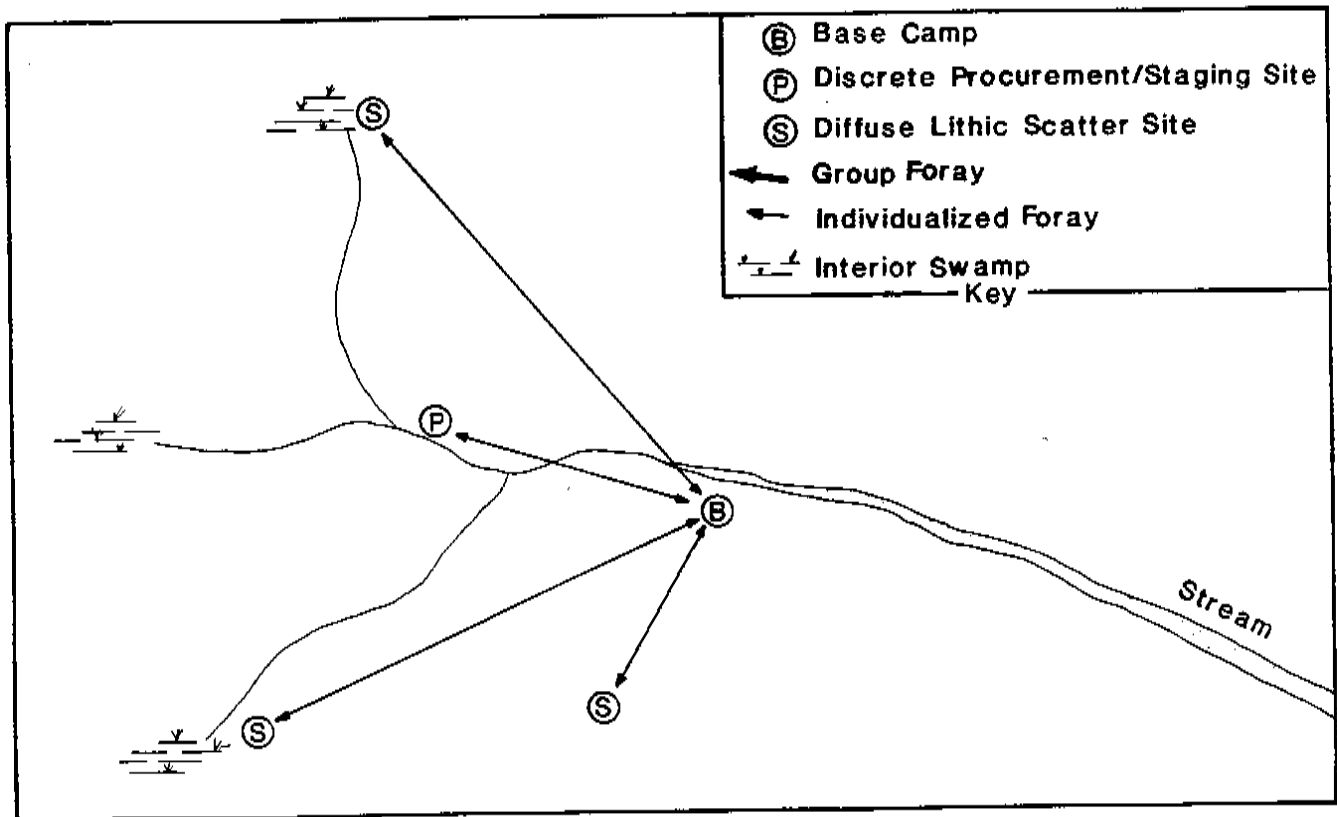 B Base Camp
P Discrete Procurement/Staging Site
S Diffuse Lithic Scatter Site
Group Foray
Individualized Foray
Interior Swamp
Key
S
P
B
Stream
S
S